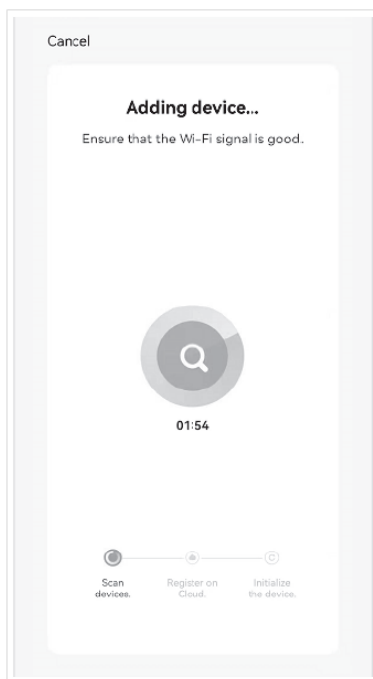 Cancel
Adding device...
Ensure that the Wi-Fi signal is good.
01:54
Scan
devices.
Register on
Cloud.
Initialize
the device.